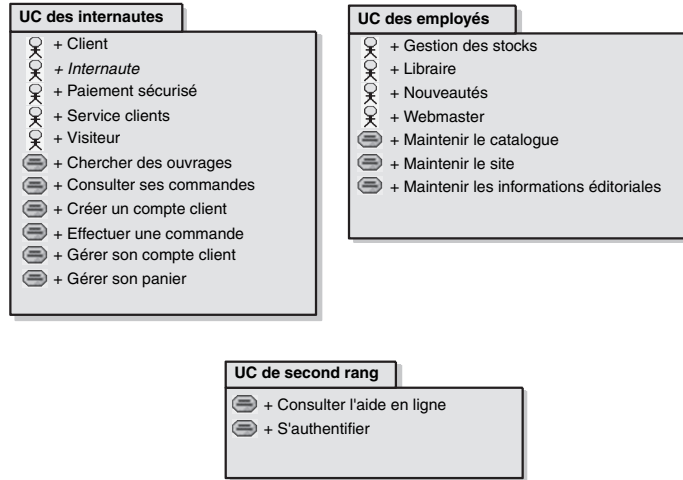 UC des internautes
+ Client
+ Internaute
+ Paiement sécurisé
+ Service clients
+ Visiteur
+ Chercher des ouvrages
+ Consulter ses commandes
+ Créer un compte client
+ Effectuer une commande
+ Gérer son compte client
+ Gérer son panier
UC des employés
+ Gestion des stocks
+ Libraire
+ Nouveautés
+ Webmaster
+ Maintenir le catalogue
+ Maintenir le site
+ Maintenir les informations éditoriales
UC de second rang
+ Consulter l'aide en ligne
+ S'authentifier